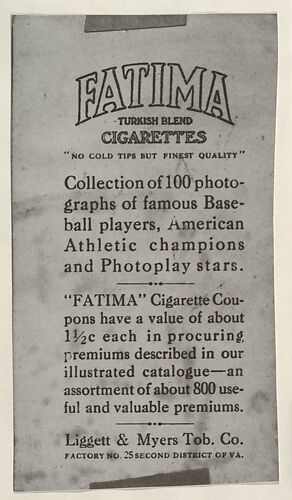 FATIMA
TURKISH BLEND
CIGARETTES
"NO GOLD TIPS BUT FINEST QUALITY"
Collection of 100 photo-
graphs of famous Base-
ball players, American
Athletic champions
and Photoplay stars.
"FATIMA" Cigarette Cou-
pons have a value of about
1½c each in procuring
premiums described in our
illustrated catalogue—an
assortment of about 800 use-
ful and valuable premiums.
Liggett & Myers Tob. Co.
FACTORY NO. 25 SECOND DISTRICT OF VA.